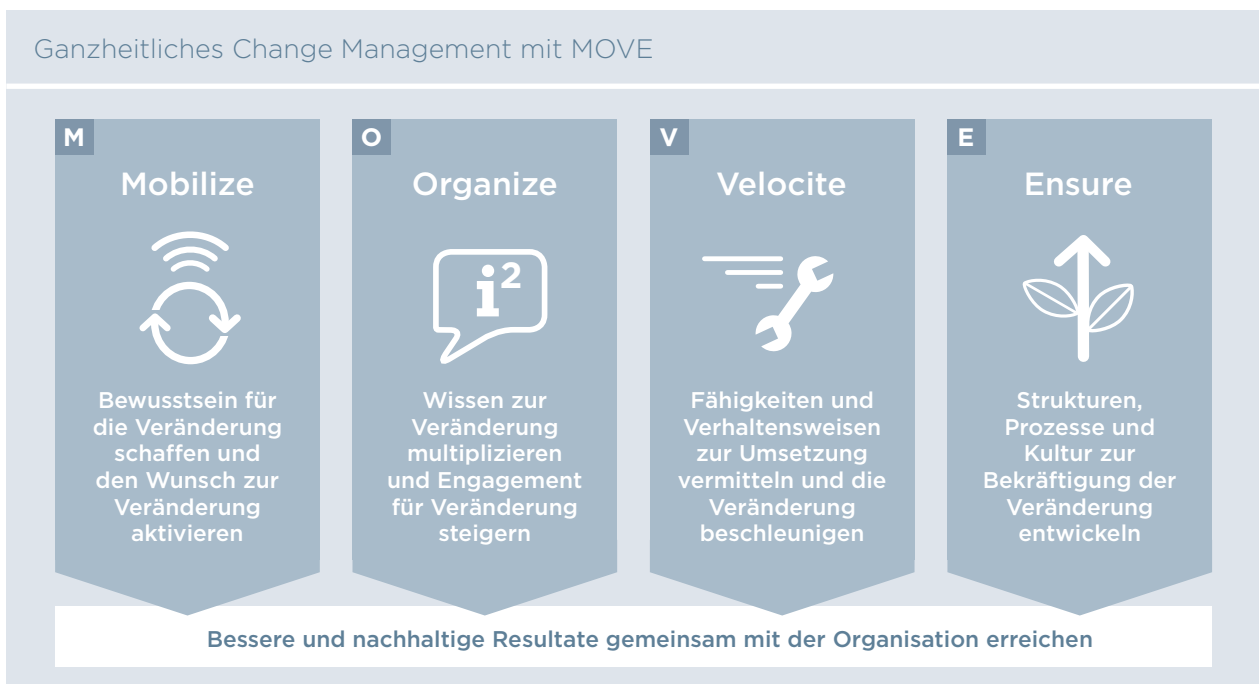 Ganzheitliches Change Management mit MOVE
M
Mobilize
Bewusstsein für
die Veränderung
schaffen und
den Wunsch zur
Veränderung
aktivieren
O
Organize
i²
Wissen zur
Veränderung
multiplizieren
und Engagement
für Veränderung
steigern
V
Velocite
Fähigkeiten und
Verhaltensweisen
zur Umsetzung
vermitteln und die
Veränderung
beschleunigen
E
Ensure
Strukturen,
Prozesse und
Kultur zur
Bekräftigung der
Veränderung
entwickeln
Bessere und nachhaltige Resultate gemeinsam mit der Organisation erreichen